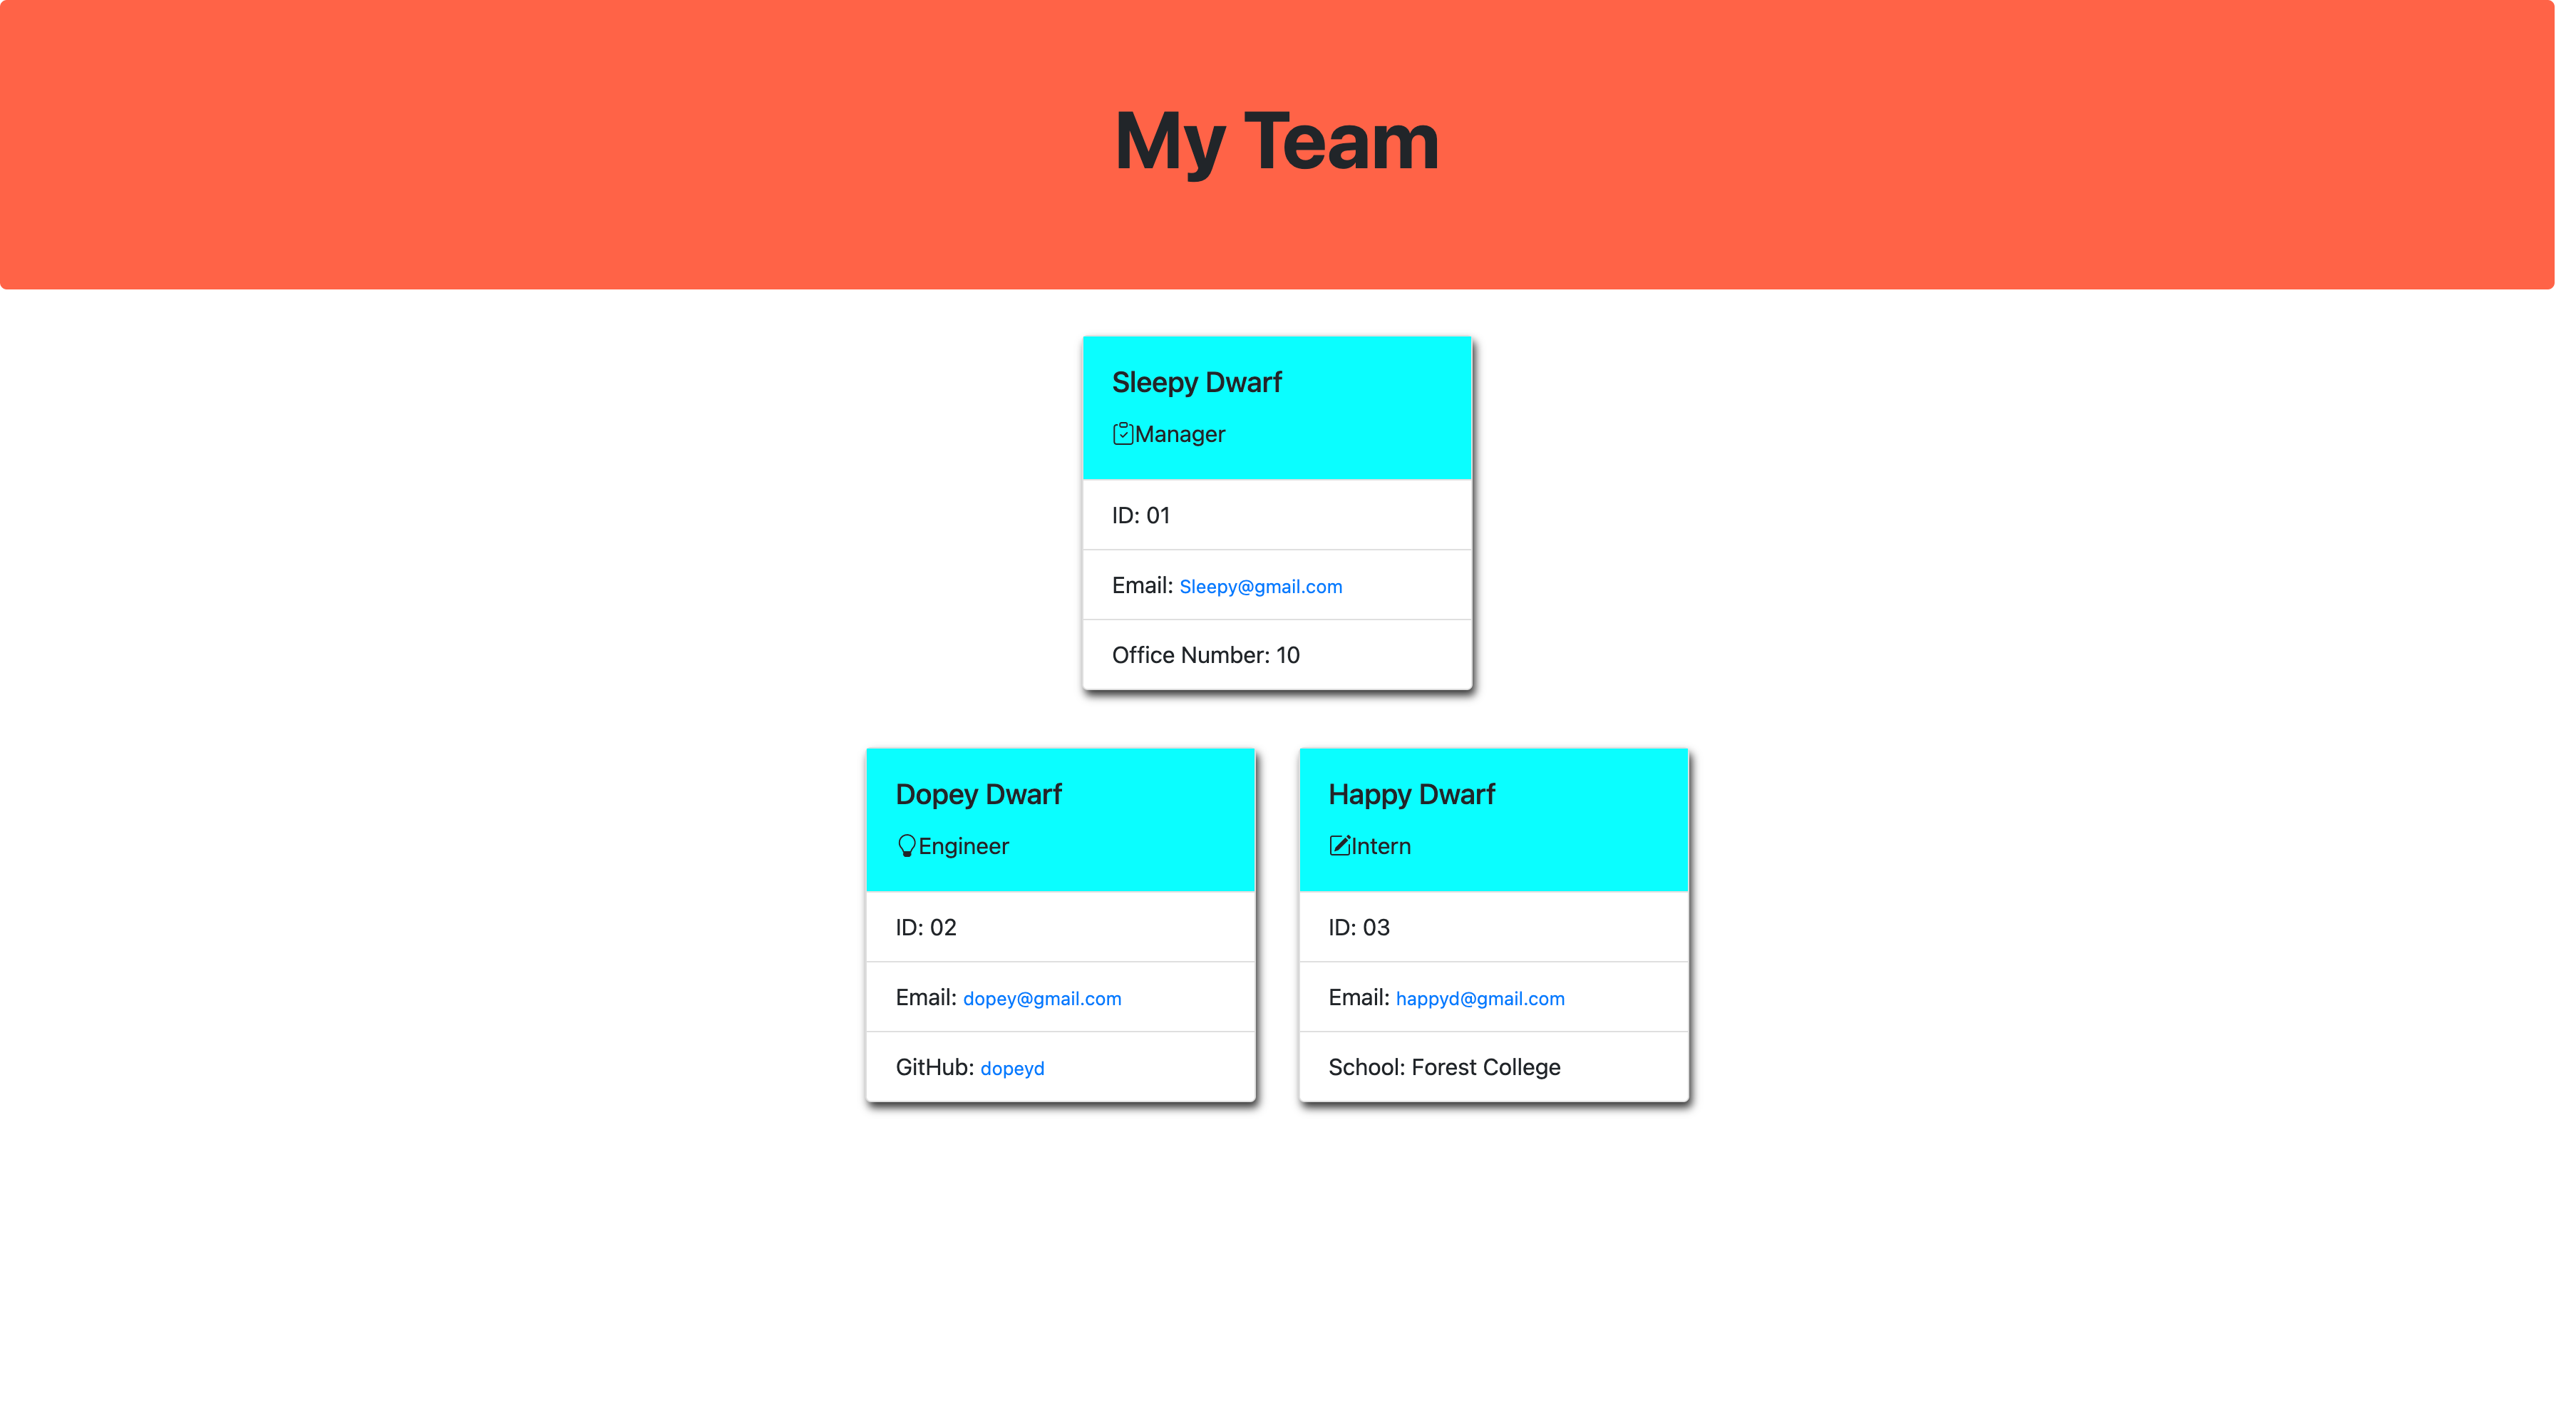 My Team
Sleepy Dwarf
Manager
ID: 01
Email: Sleepy@gmail.com
Office Number: 10
Dopey Dwarf
Engineer
ID: 02
Email: dopey@gmail.com
GitHub: dopeyd
Happy Dwarf
Intern
ID: 03
Email: happyd@gmail.com
School: Forest College